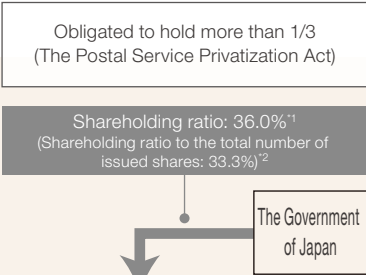 Obligated to hold more than 1/3
(The Postal Service Privatization Act)
Shareholding ratio: 36.0%*1
(Shareholding ratio to the total number of
issued shares: 33.3%)*2
The Government
of Japan